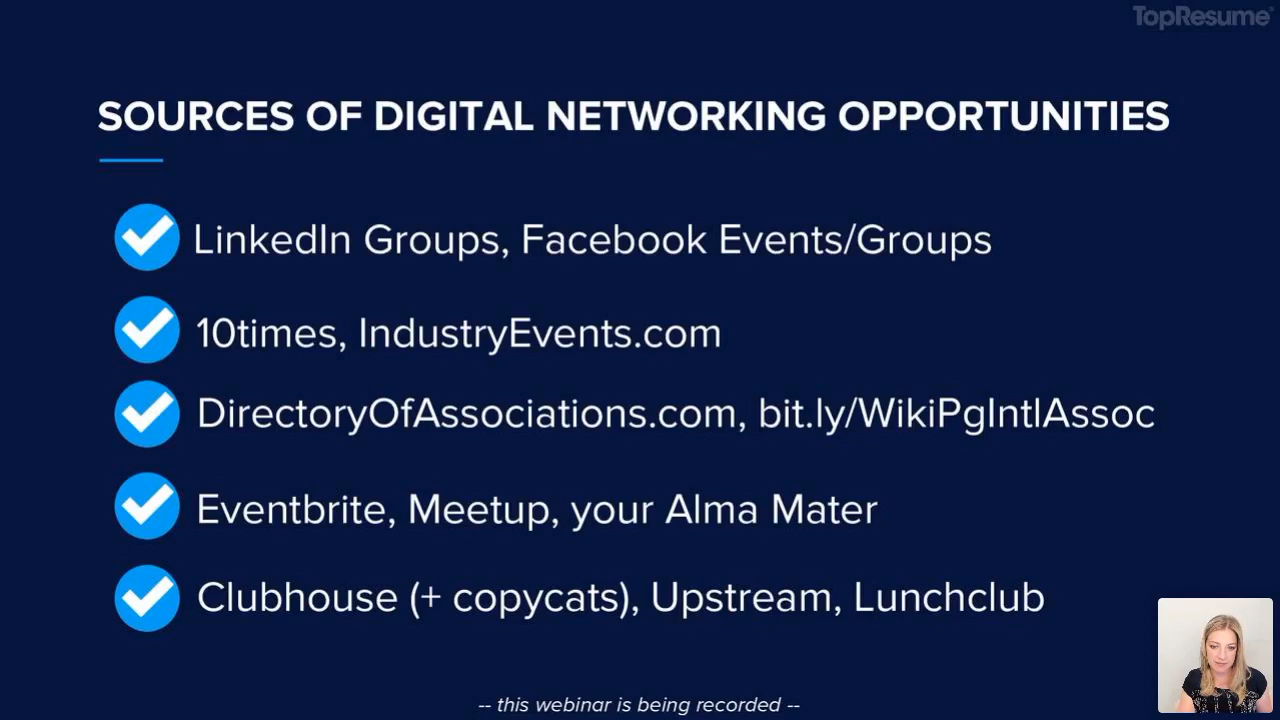 TopResume
SOURCES OF DIGITAL NETWORKING OPPORTUNITIES
LinkedIn Groups, Facebook Events/Groups
10times, IndustryEvents.com
DirectoryOfAssociations.com, bit.ly/WikiPgIntlAssoc
Eventbrite, Meetup, your Alma Mater
Clubhouse (+ copycats), Upstream, Lunchclub
-- this webinar is being recorded --